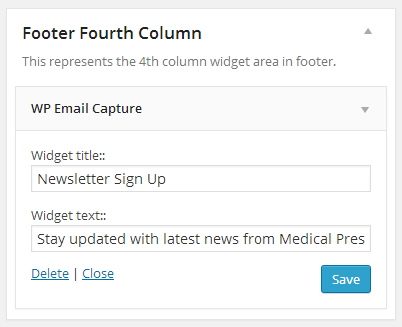 Footer Fourth Column
This represents the 4th column widget area in footer.
WP Email Capture
Widget title::
Newsletter Sign Up
Widget text::
Stay updated with latest news from Medical Pres
Delete | Close
Save